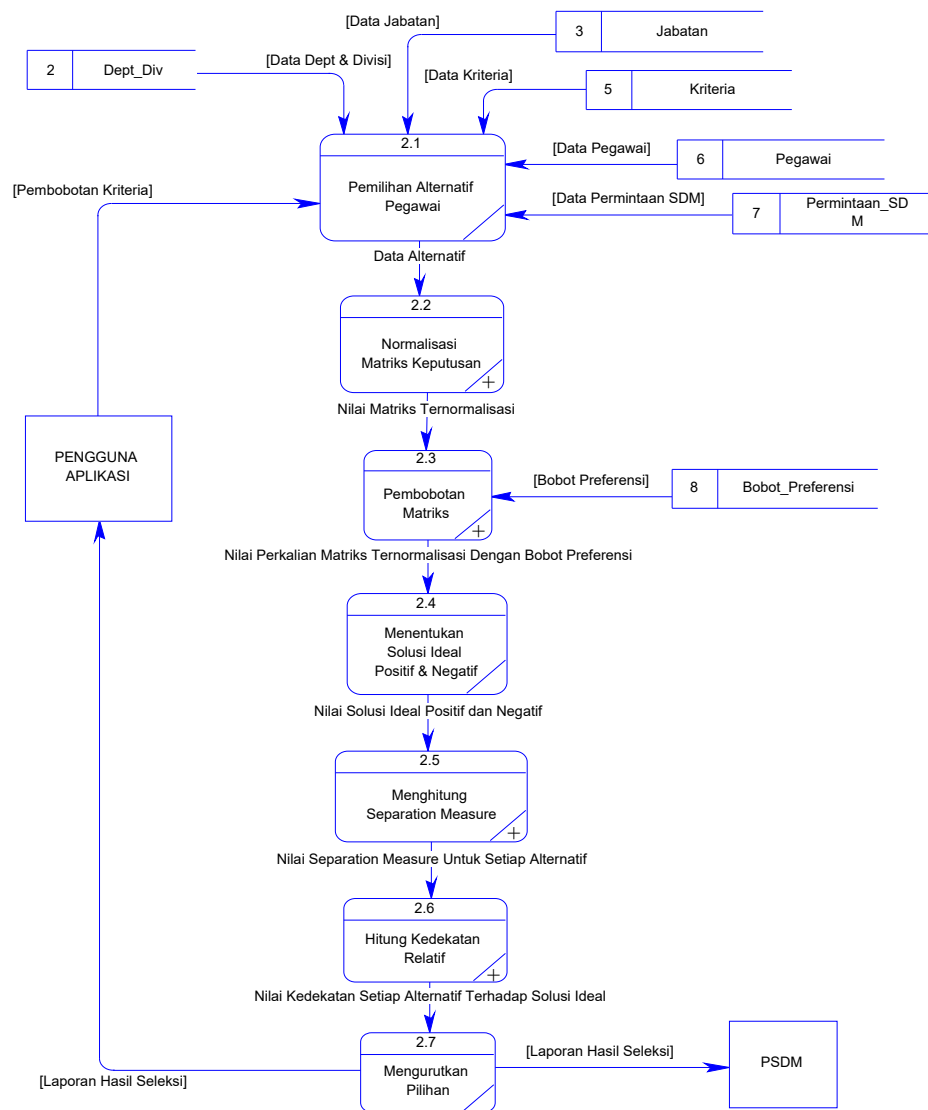 [Data Jabatan]
3
Jabatan
[Data Dept & Divisi]
2
Dept_Div
[Data Kriteria]
5
Kriteria
2.1
Pemilihan Alternatif
Pegawai
[Data Pegawai]
6
Pegawai
[Pembobotan Kriteria]
[Data Permintaan SDM]
7
Permintaan_SD
M
Data Alternatif
2.2
Normalisasi
Matriks Keputusan
+
Nilai Matriks Ternormalisasi
PENGGUNA
APLIKASI
2.3
Pembobotan
Matriks
+
[Bobot Preferensi]
8
Bobot_Preferensi
Nilai Perkalian Matriks Ternormalisasi Dengan Bobot Preferensi
2.4
Menentukan
Solusi Ideal
Positif & Negatif
Nilai Solusi Ideal Positif dan Negatif
2.5
Menghitung
Separation Measure
+
Nilai Separation Measure Untuk Setiap Alternatif
2.6
Hitung Kedekatan
Relatif
+
Nilai Kedekatan Setiap Alternatif Terhadap Solusi Ideal
2.7
Mengurutkan
Pilihan
[Laporan Hasil Seleksi]
PSDM
[Laporan Hasil Seleksi]